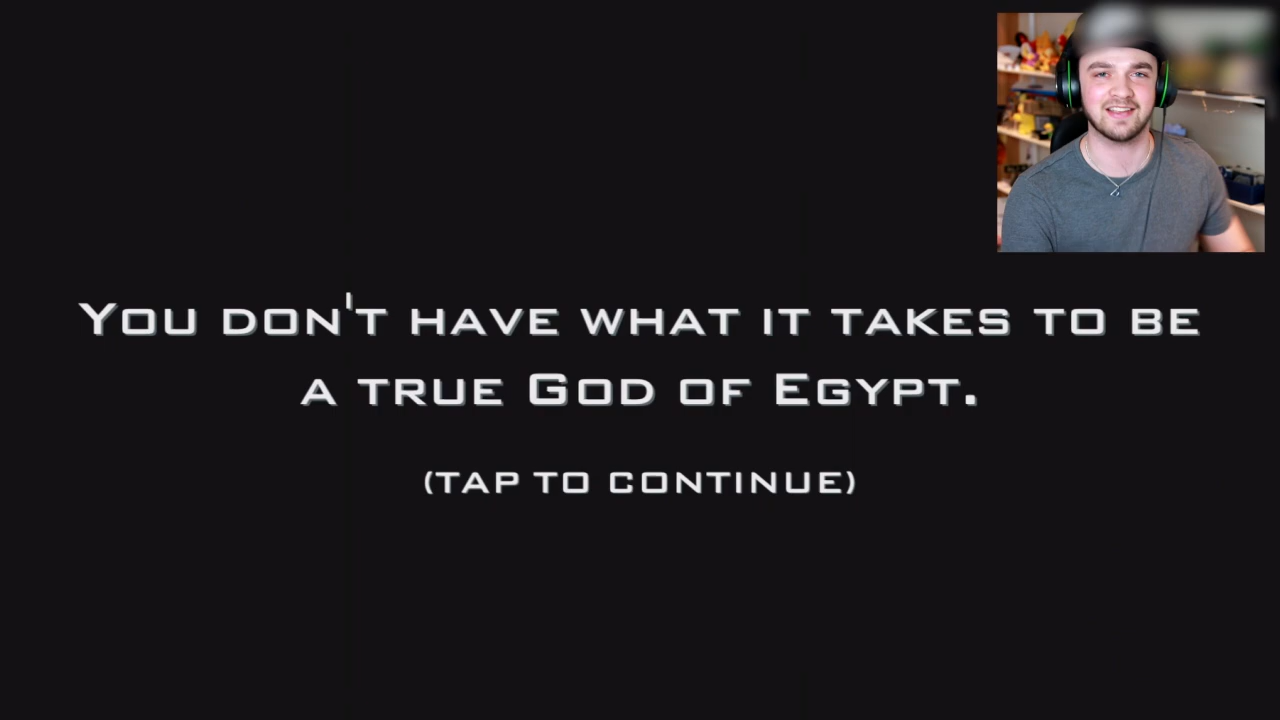 You don't have what it takes to be
a true God of Egypt.
(tap to continue)